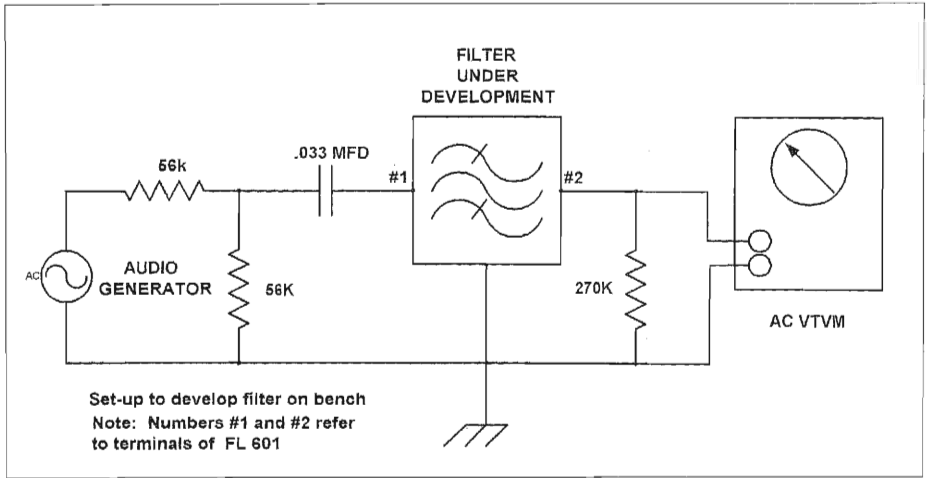 FILTER
UNDER
DEVELOPMENT
56k
.033 MFD
#1
#2
AC
AUDIO
GENERATOR
56K
270K
AC VTVM
Set-up to develop filter on bench
Note: Numbers #1 and #2 refer
to terminals of FL 601